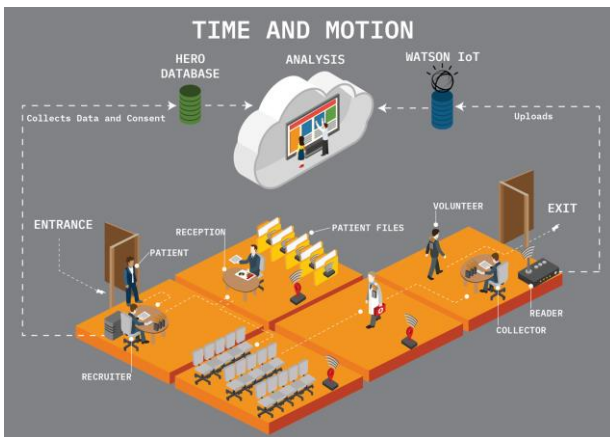 TIME AND MOTION
HERO
DATABASE
ANALYSIS
WATSON IoT
Collects Data and Consent
Uploads
VOLUNTEER
ENTRANCE
RECEPTION
PATIENT FILES
EXIT
PATIENT
READER
COLLECTOR
RECRUITER